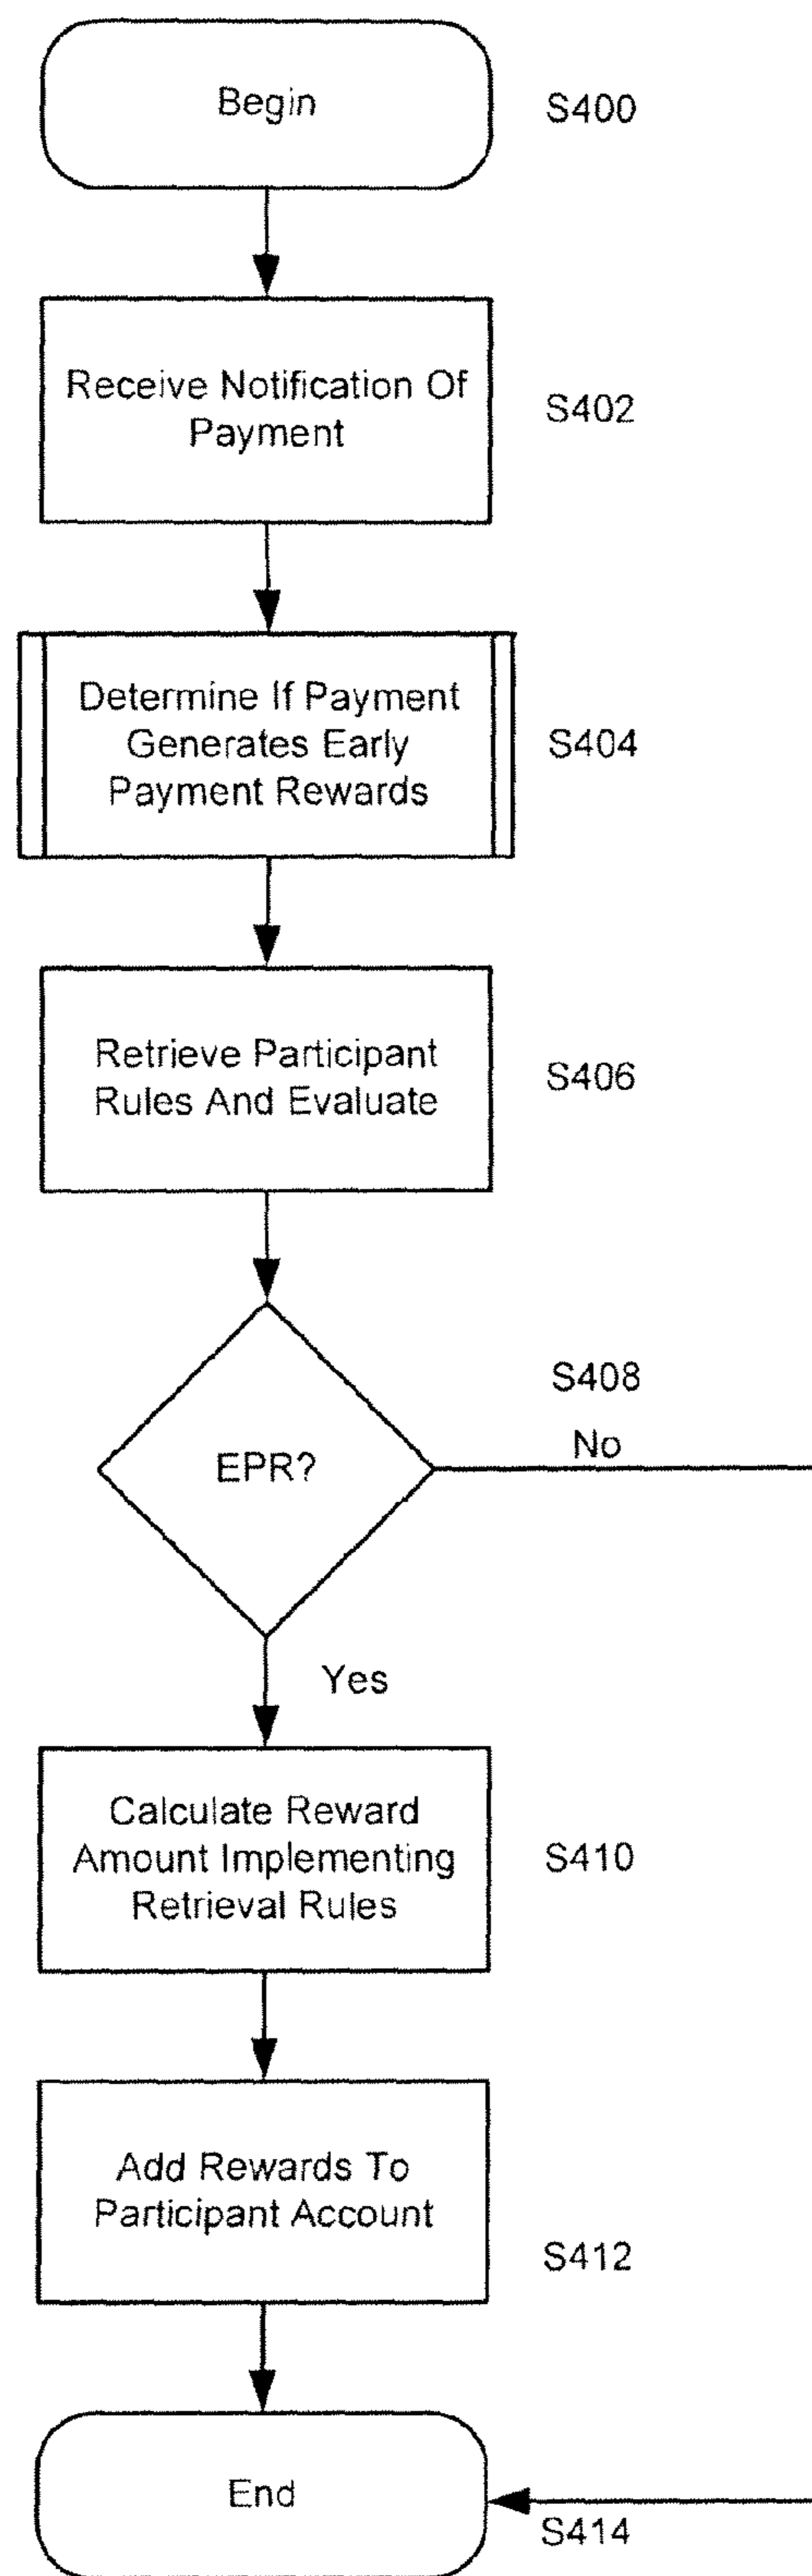 Begin
S400
Receive Notification Of
Payment
S402
Determine If Payment
Generates Early
Payment Rewards
S404
Retrieve Participant
Rules And Evaluate
S406
S408
EPR?
No
Yes
Calculate Reward
Amount Implementing
Retrieval Rules
S410
Add Rewards To
Participant Account
S412
End
S414